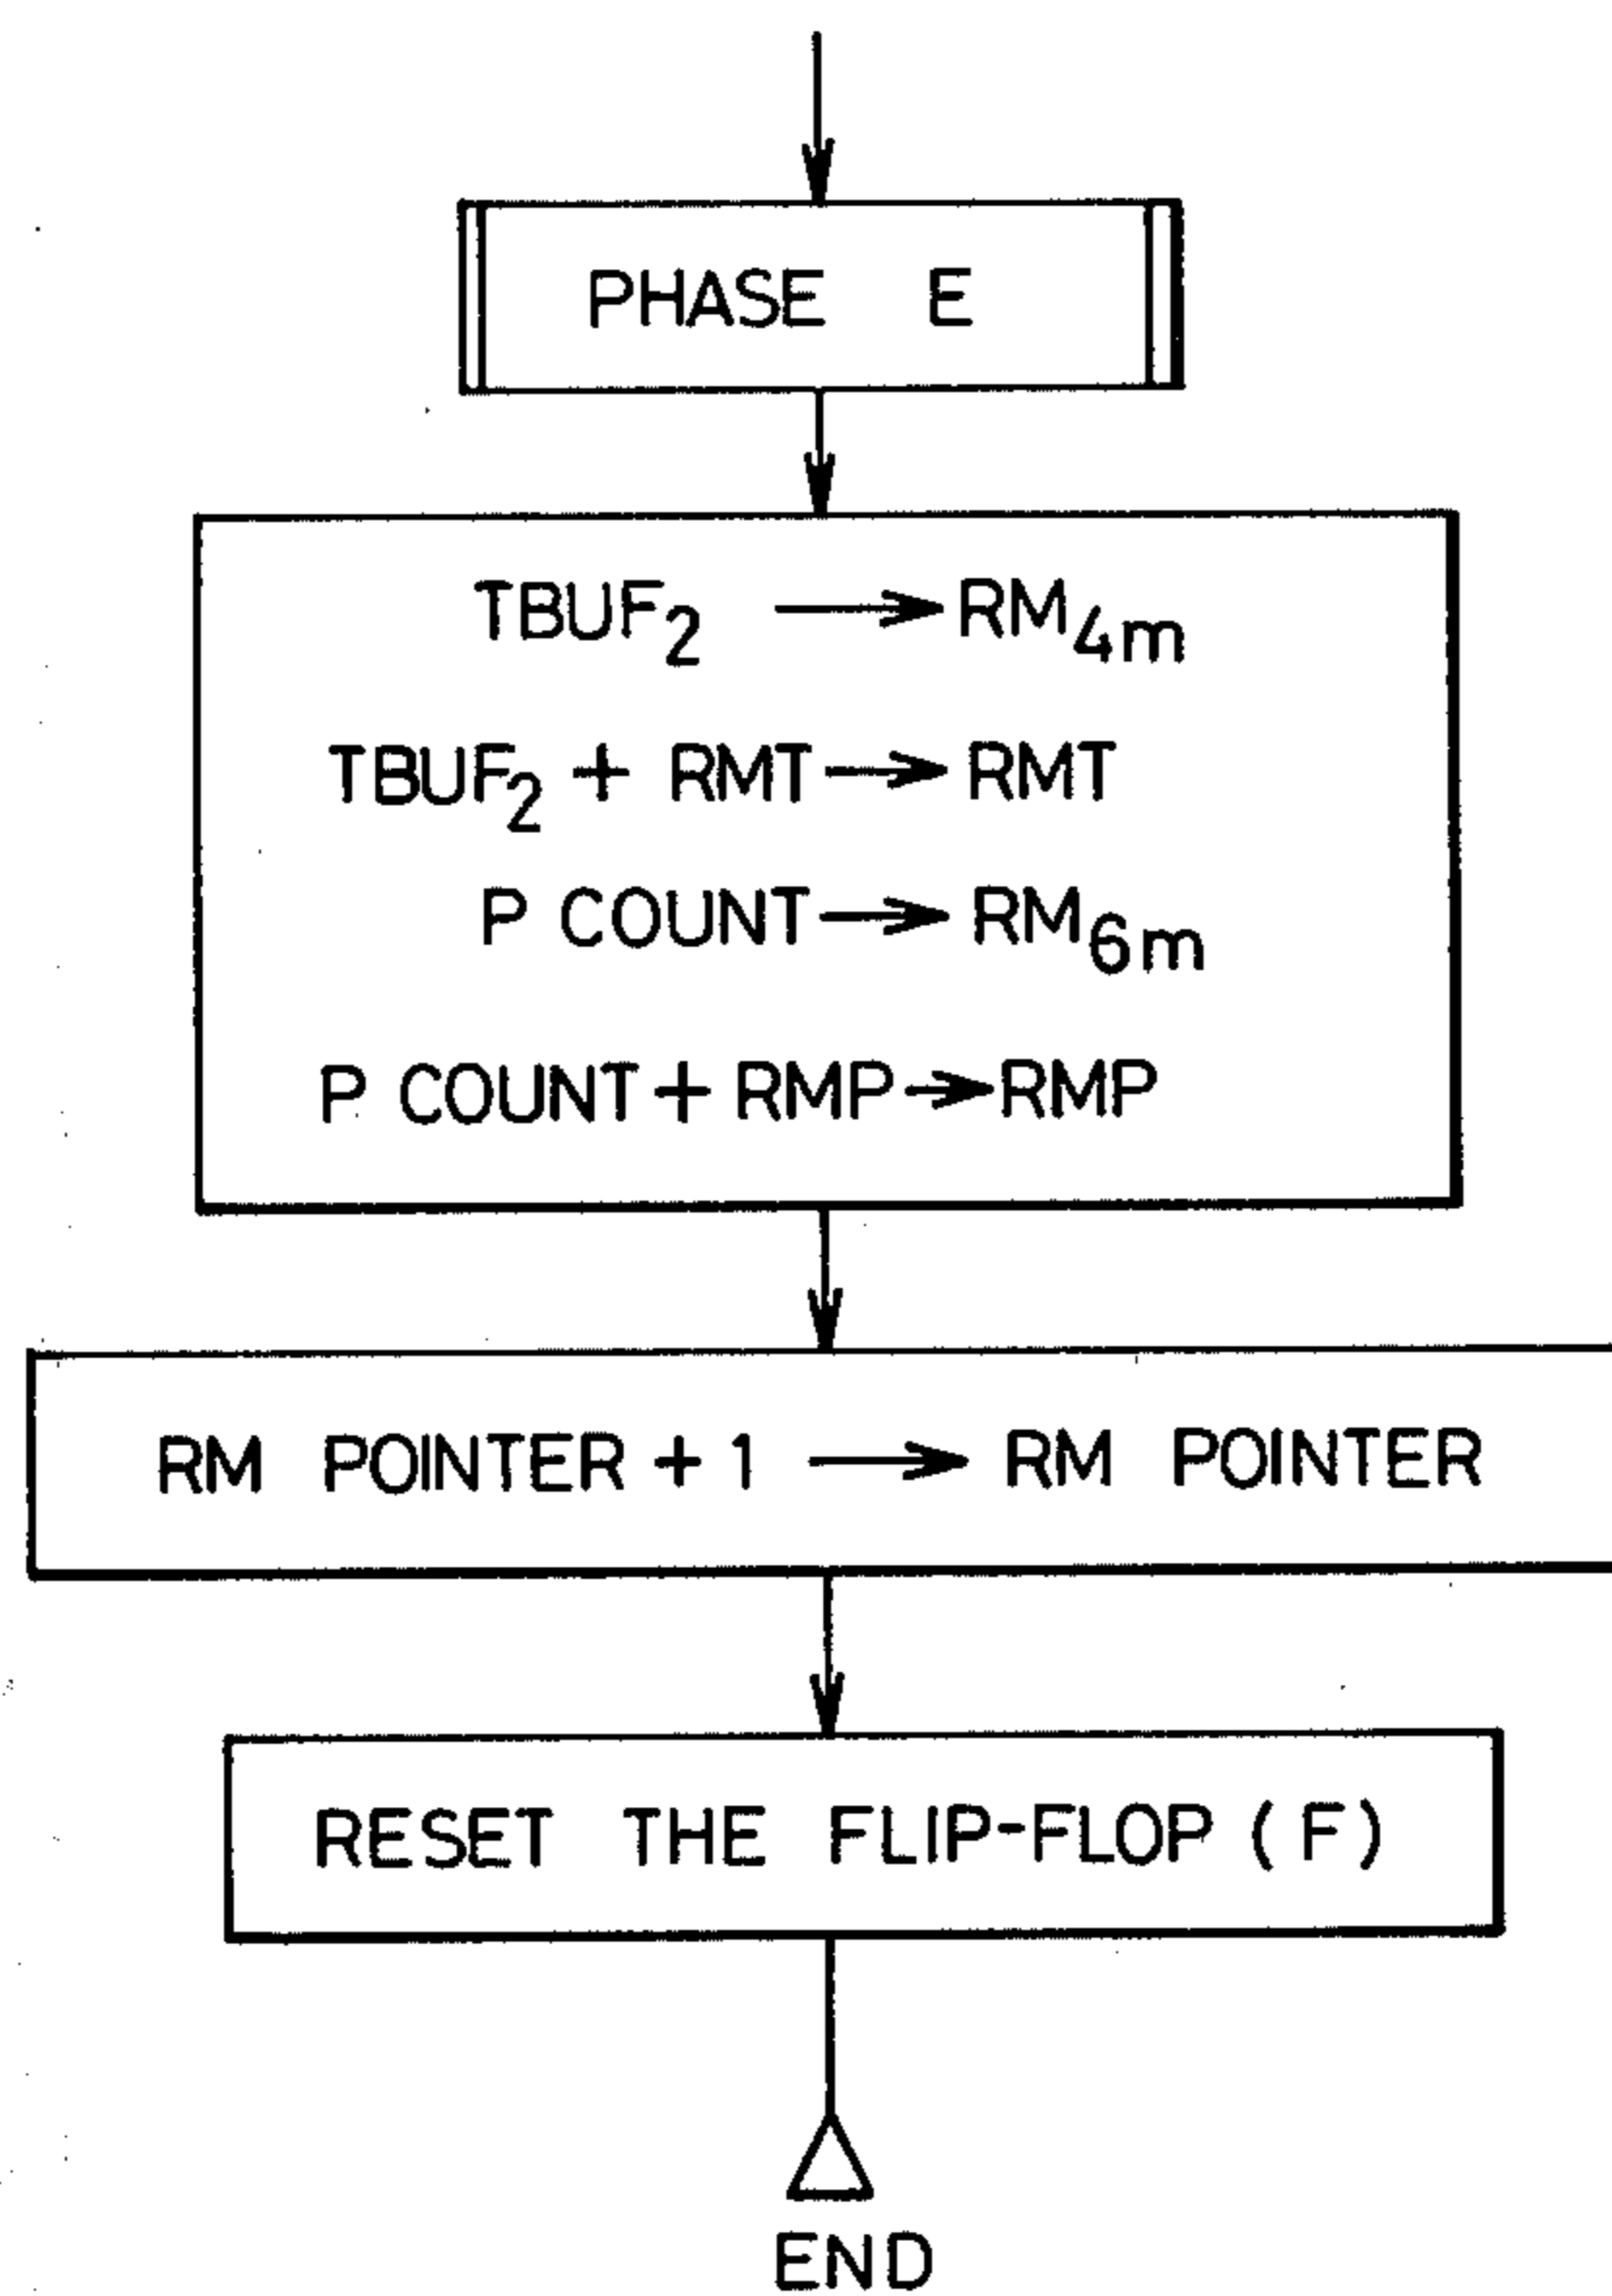 PHASE E
TBUF₂ → RM₄ₘ
TBUF₂ + RMT → RMT
P COUNT → RM₆ₘ
P COUNT + RMP → RMP
RM POINTER + 1 → RM POINTER
RESET THE FLIP-FLOP (F)
END